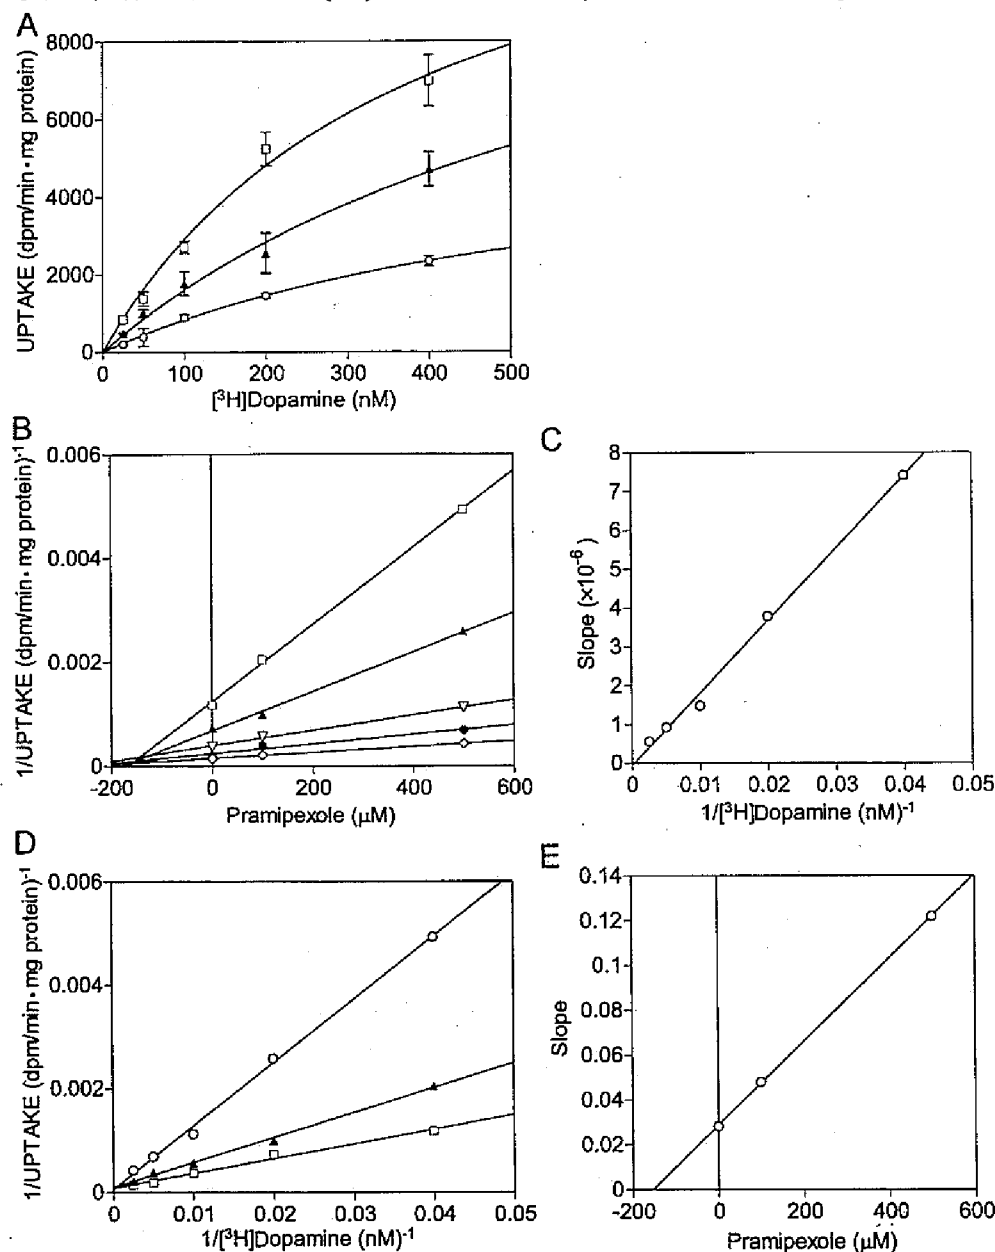 A
8000
6000
4000
2000
0
UPTAKE (dpm/min·mg protein)
0 100 200 300 400 500
[³H]Dopamine (nM)
B
0.006
0.004
0.002
0
1/UPTAKE (dpm/min·mg protein)⁻¹
-200 0 200 400 600
Pramipexole (µM)
C
8
7
6
5
4
3
2
1
0
Slope (×10⁻⁶)
0 0.01 0.02 0.03 0.04 0.05
1/[³H]Dopamine (nM)⁻¹
D
0.006
0.004
0.002
0
1/UPTAKE (dpm/min·mg protein)⁻¹
0 0.01 0.02 0.03 0.04 0.05
1/[³H]Dopamine (nM)⁻¹
E
0.14
0.12
0.1
0.08
0.06
0.04
0.02
0
Slope
-200 0 200 400 600
Pramipexole (µM)